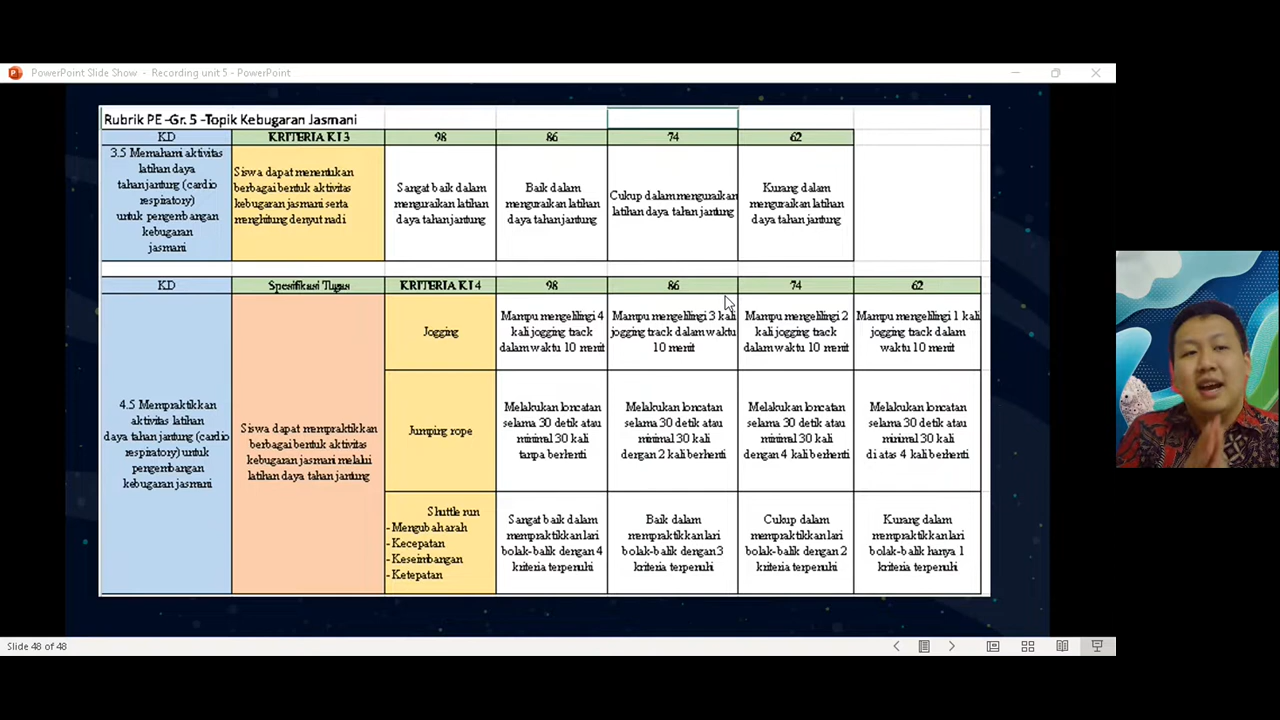 PowerPoint Slide Show - Recording unit 5 - PowerPoint
Rubrik PE -Gr. 5 -Topik Kebugaran Jasmani
KD KRITERIA KI 3 98 86 74 62
3.5 Memahami aktivitas
latihan daya
tahan jantung (cardio
respiratory)
untuk pengembangan
kebugaran
jasmani
Siswa dapat menentukan
berbagai bentuk aktivitas
kebugaran jasmani serta
menghitung denyut nadi
Sangat baik dalam
menguraikan latihan
daya tahan jantung
Baik dalam
menguraikan latihan
daya tahan jantung
Cukup dalam menguraikan
latihan daya tahan jantung
Kurang dalam
menguraikan latihan
daya tahan jantung
KD Spesifikasi Tugas KRITERIA KI 4 98 86 74 62
4.5 Mempraktikkan
aktivitas latihan
daya tahan jantung (cardio
respiratory) untuk
pengembangan
kebugaran jasmani
Siswa dapat mempraktikkan
berbagai bentuk aktivitas
kebugaran jasmani melalui
latihan daya tahan jantung
Jogging
Mampu mengelilingi 4
kali jogging track
dalam waktu 10 menit
Mampu mengelilingi 3 kali
jogging track dalam waktu
10 menit
Mampu mengelilingi 2
kali jogging track
dalam waktu 10 menit
Mampu mengelilingi 1 kali
jogging track dalam
waktu 10 menit
Jumping rope
Melakukan loncatan
selama 30 detik atau
minimal 30 kali
tanpa berhenti
Melakukan loncatan
selama 30 detik atau
minimal 30 kali
dengan 2 kali berhenti
Melakukan loncatan
selama 30 detik atau
minimal 30 kali
dengan 4 kali berhenti
Melakukan loncatan
selama 30 detik atau
minimal 30 kali
di atas 4 kali berhenti
Shuttle run
- Mengubah arah
- Kecepatan
- Keseimbangan
- Ketepatan
Sangat baik dalam
mempraktikkan lari
bolak-balik dengan 4
kriteria terpenuhi
Baik dalam
mempraktikkan lari
bolak-balik dengan 3
kriteria terpenuhi
Cukup dalam
mempraktikkan lari
bolak-balik dengan 2
kriteria terpenuhi
Kurang dalam
mempraktikkan lari
bolak-balik hanya 1
kriteria terpenuhi
Slide 48 of 48